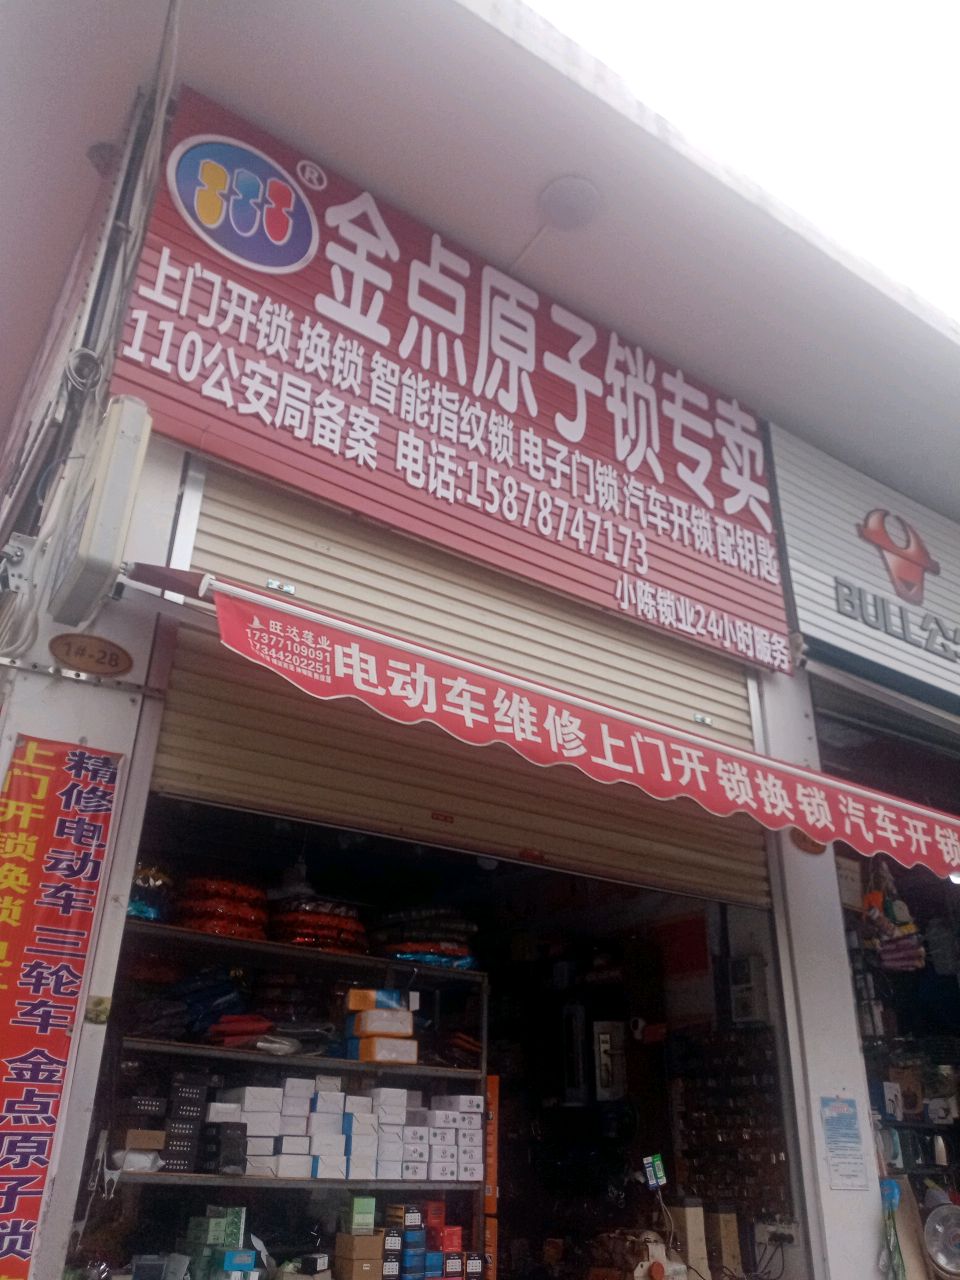 ®
金点原子锁专卖
上门开锁 换锁 智能指纹锁 电子门锁 汽车开锁 配钥匙
110公安局备案 电话:15878747173
小陈锁业24小时服务
BULL公牛
旺达蓬业
17377109091
17344202251
电动车维修 上门开锁换锁 汽车开锁
1#-28
精修电动车 三轮车 金点原子锁
上门开锁换锁